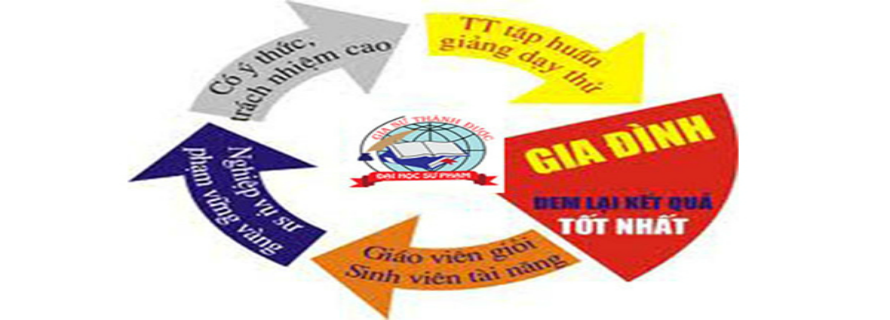 Có ý thức,
trách nhiệm cao
TT tập huấn
giảng dạy thử
GIA ĐÌNH
ĐEM LẠI KẾT QUẢ
TỐT NHẤT
Giáo viên giỏi
Sinh viên tài năng
Nghiệp vụ sư
phạm vững vàng
GIA SƯ THÀNH ĐƯỢC
ĐẠI HỌC SƯ PHẠM